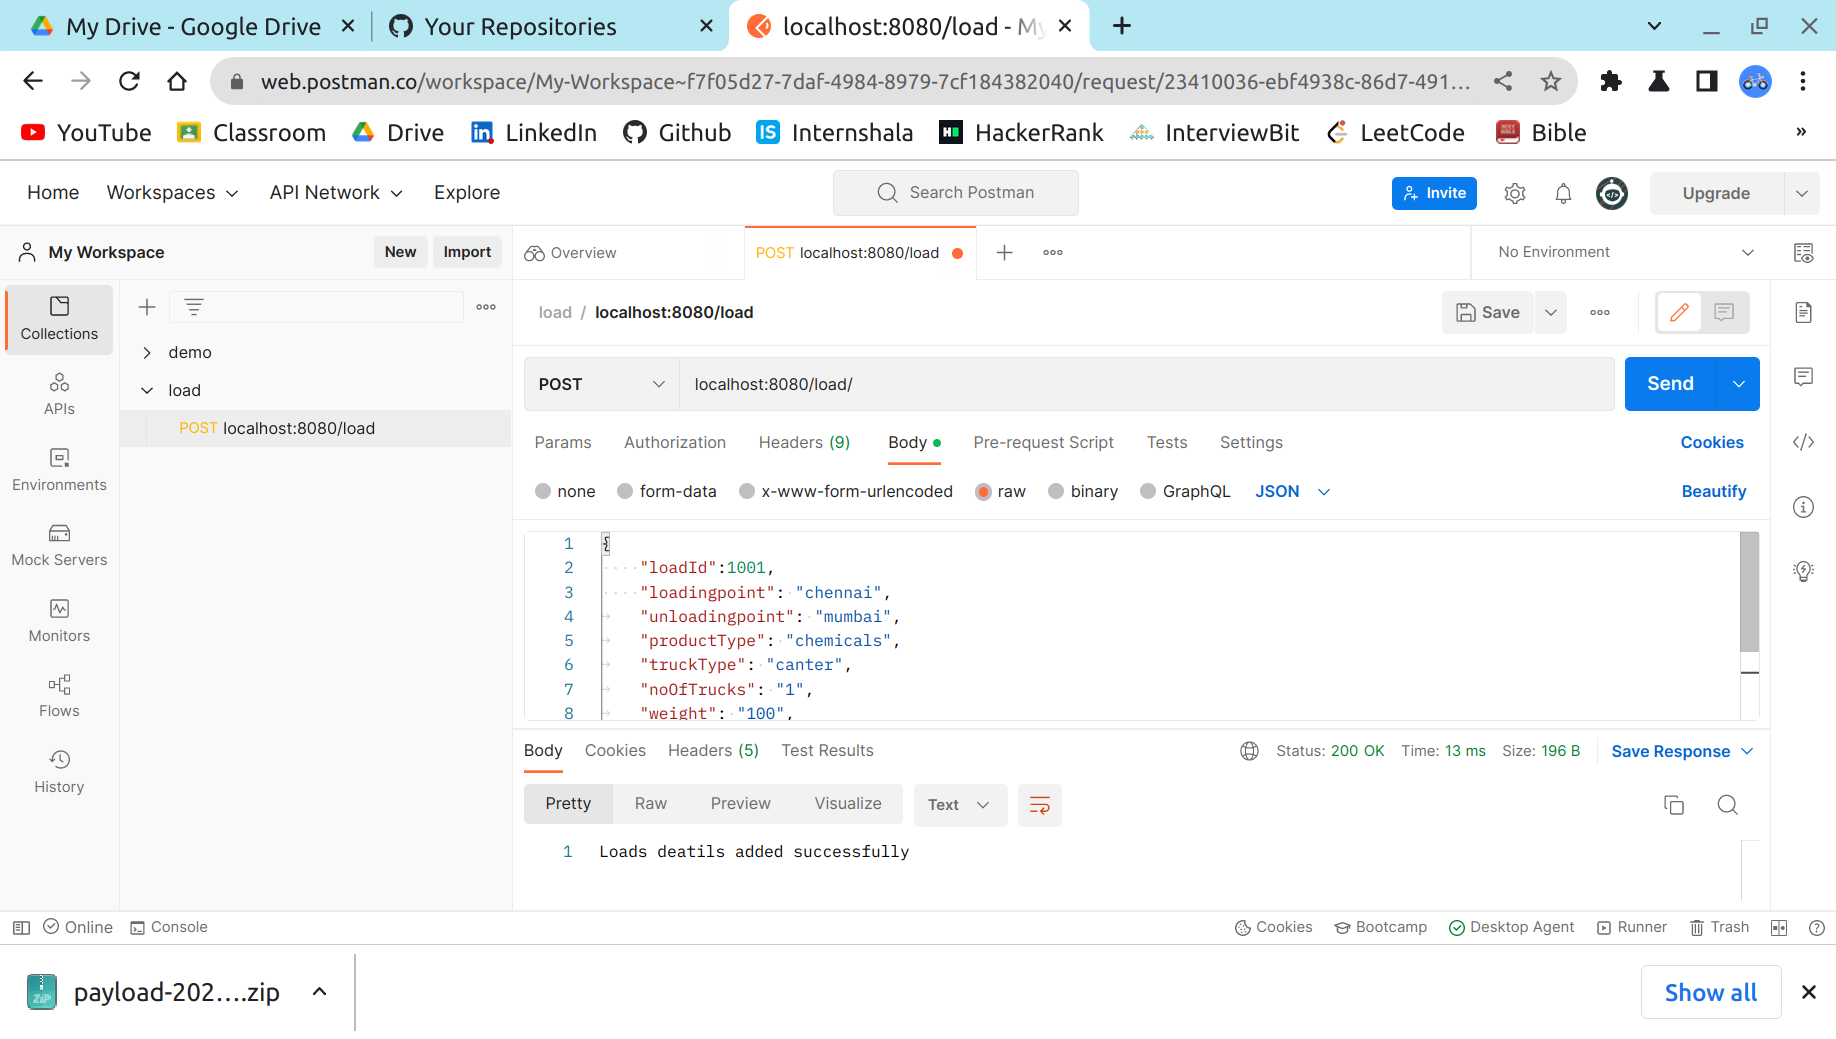 My Drive - Google Drive
Your Repositories
localhost:8080/load - My
web.postman.co/workspace/My-Workspace~f7f05d27-7daf-4984-8979-7cf184382040/request/23410036-ebf4938c-86d7-491...
YouTube
Classroom
Drive
LinkedIn
Github
Internshala
HackerRank
InterviewBit
LeetCode
Bible
»
Home
Workspaces
API Network
Explore
Search Postman
Invite
Upgrade
My Workspace
New
Import
Overview
POST localhost:8080/load
No Environment
Collections
APIs
Environments
Mock Servers
Monitors
Flows
History
demo
load
POST localhost:8080/load
load / localhost:8080/load
Save
POST
localhost:8080/load/
Send
Params
Authorization
Headers (9)
Body
Pre-request Script
Tests
Settings
Cookies
none
form-data
x-www-form-urlencoded
raw
binary
GraphQL
JSON
Beautify
1 {
2 "loadId":1001,
3 "loadingpoint": "chennai",
4 "unloadingpoint": "mumbai",
5 "productType": "chemicals",
6 "truckType": "canter",
7 "noOfTrucks": "1",
8 "weight": "100",
Body
Cookies
Headers (5)
Test Results
Status: 200 OK
Time: 13 ms
Size: 196 B
Save Response
Pretty
Raw
Preview
Visualize
Text
1 Loads deatils added successfully
Online
Console
Cookies
Bootcamp
Desktop Agent
Runner
Trash
ZIP
payload-202....zip
Show all